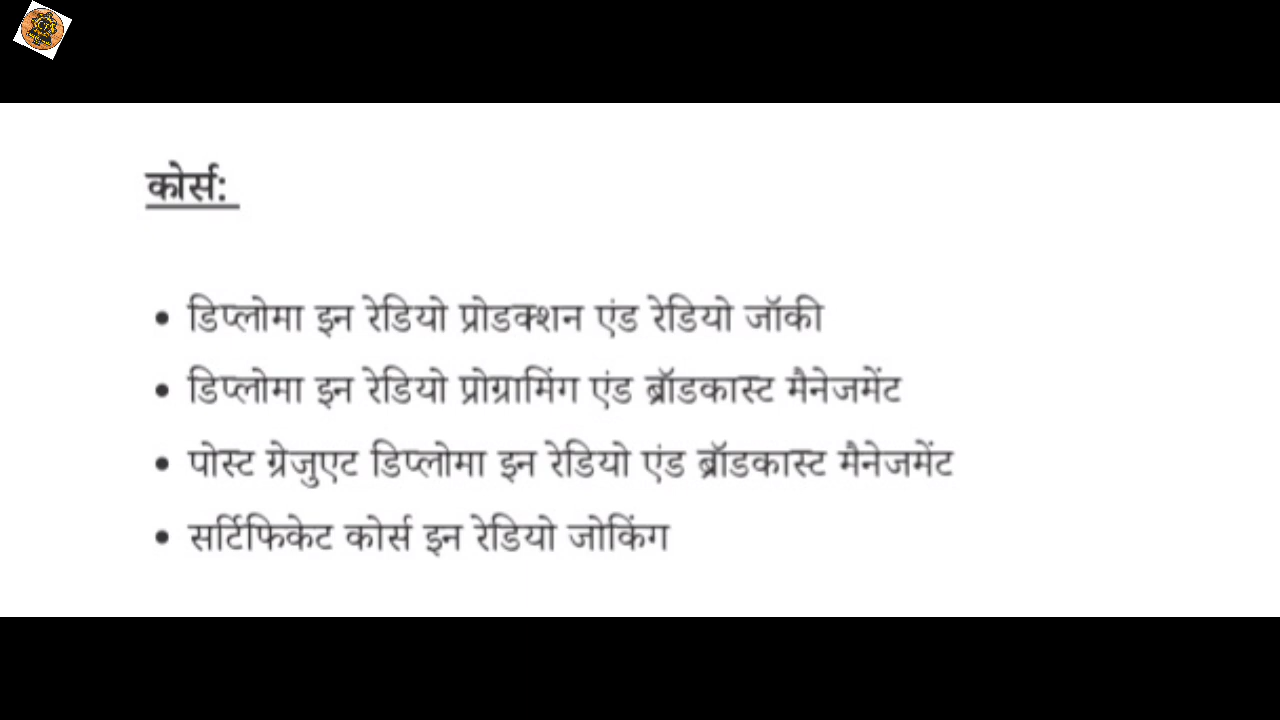 कोर्स:
• डिप्लोमा इन रेडियो प्रोडक्शन एंड रेडियो जॉकी
• डिप्लोमा इन रेडियो प्रोग्रामिंग एंड ब्रॉडकास्ट मैनेजमेंट
• पोस्ट ग्रेजुएट डिप्लोमा इन रेडियो एंड ब्रॉडकास्ट मैनेजमेंट
• सर्टिफिकेट कोर्स इन रेडियो जोकिंग